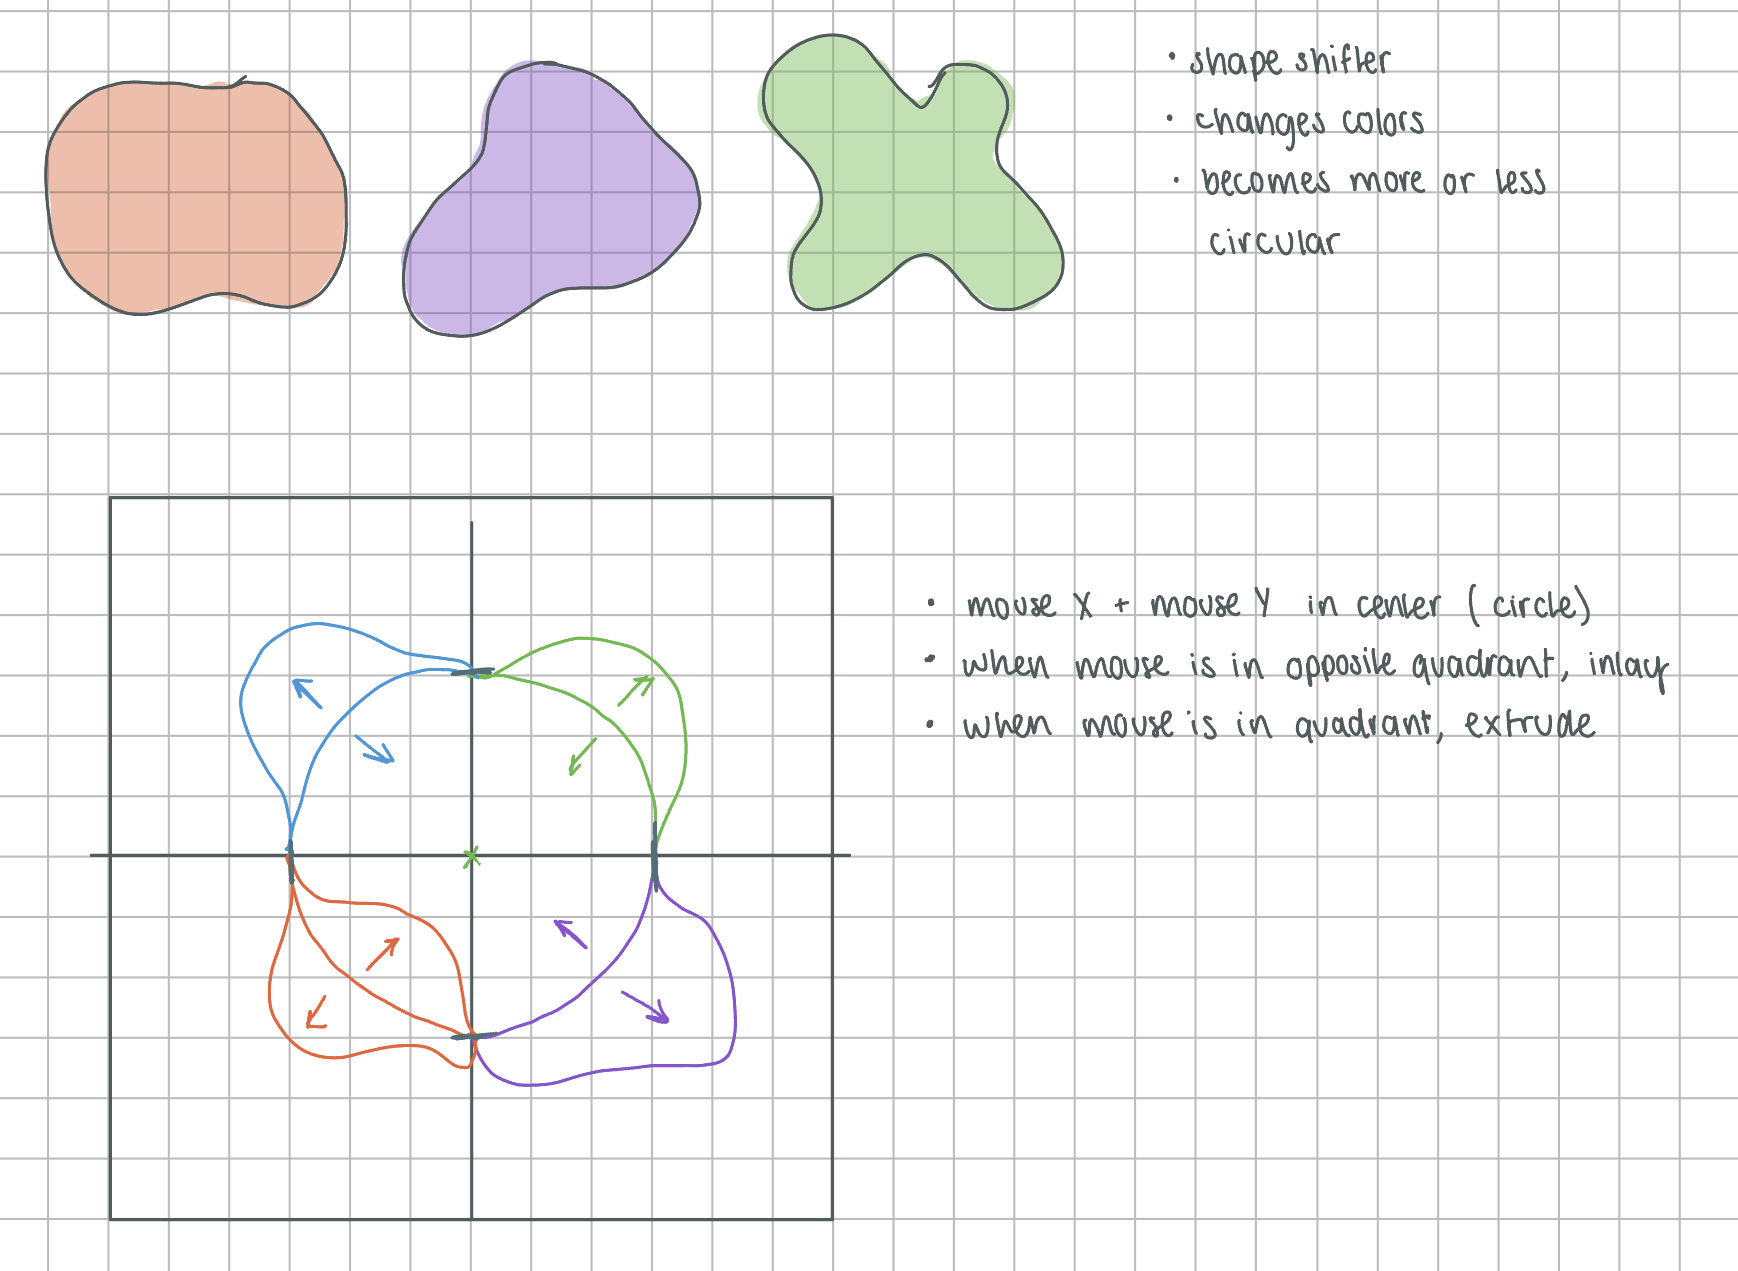 • shape shifter
• changes colors
• becomes more or less
circular
• mouse X + mouse Y in center (circle)
• when mouse is in opposite quadrant, inlay
• when mouse is in quadrant, extrude